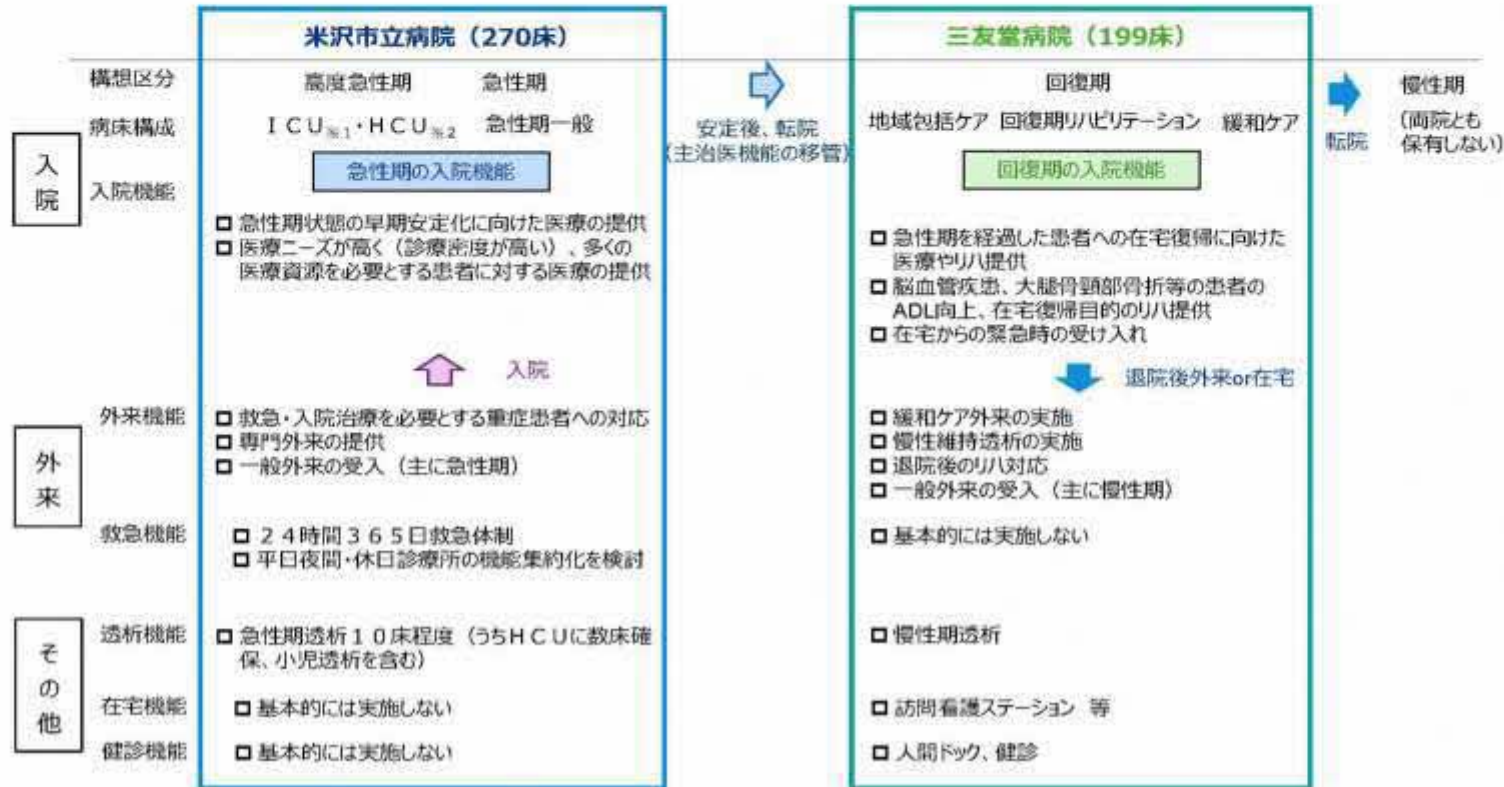 米沢市立病院（270床）
三友堂病院（199床）
構想区分
高度急性期 急性期
回復期
慢性期
病床構成
ＩＣＵ※1・ＨＣＵ※2 急性期一般
安定後、転院
（主治医機能の移管）
地域包括ケア 回復期リハビリテーション 緩和ケア
転院
（両院とも
保有しない）
入院
入院機能
急性期の入院機能
□ 急性期状態の早期安定化に向けた医療の提供
□ 医療ニーズが高く（診療密度が高い）、多くの
医療資源を必要とする患者に対する医療の提供
回復期の入院機能
□ 急性期を経過した患者への在宅復帰に向けた
医療やリハ提供
□ 脳血管疾患、大腿骨頸部骨折等の患者の
ADL向上、在宅復帰目的のリハ提供
□ 在宅からの緊急時の受け入れ
入院
退院後外来or在宅
外来
外来機能
□ 救急・入院治療を必要とする重症患者への対応
□ 専門外来の提供
□ 一般外来の受入（主に急性期）
□ 緩和ケア外来の実施
□ 慢性維持透析の実施
□ 退院後のリハ対応
□ 一般外来の受入（主に慢性期）
救急機能
□ ２４時間３６５日救急体制
□ 平日夜間・休日診療所の機能集約化を検討
□ 基本的には実施しない
その他
透析機能
□ 急性期透析１０床程度（うちＨＣＵに数床確
保、小児透析を含む）
□ 慢性期透析
在宅機能
□ 基本的には実施しない
□ 訪問看護ステーション 等
健診機能
□ 基本的には実施しない
□ 人間ドック、健診